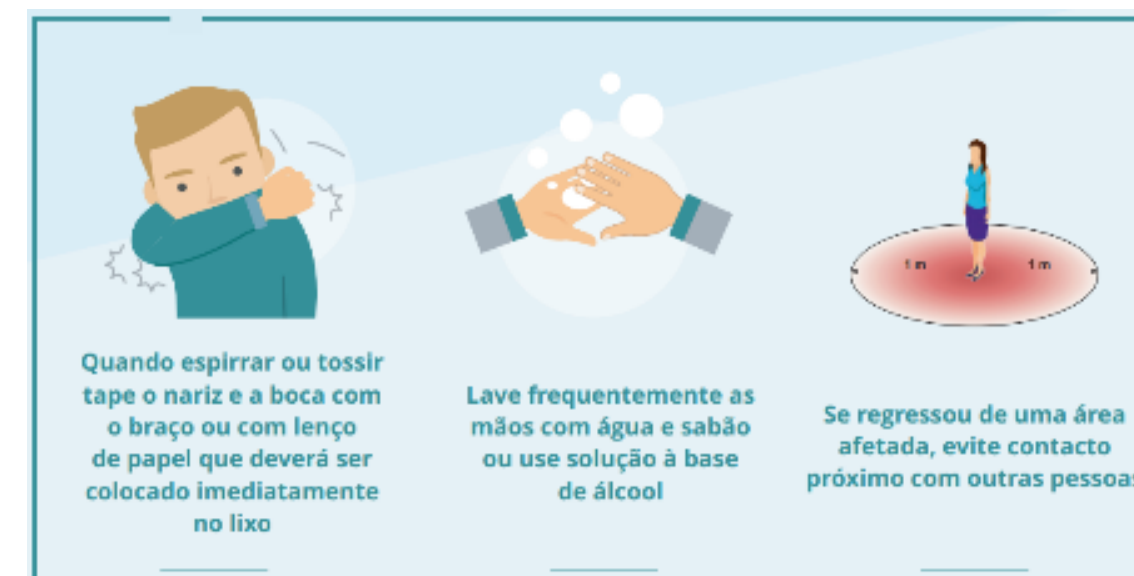 Quando espirrar ou tossir
tape o nariz e a boca com
o braço ou com lenço
de papel que deverá ser
colocado imediatamente
no lixo
Lave frequentemente as
mãos com água e sabão
ou use solução à base
de álcool
1 m 1 m
Se regressou de uma área
afetada, evite contacto
próximo com outras pessoas